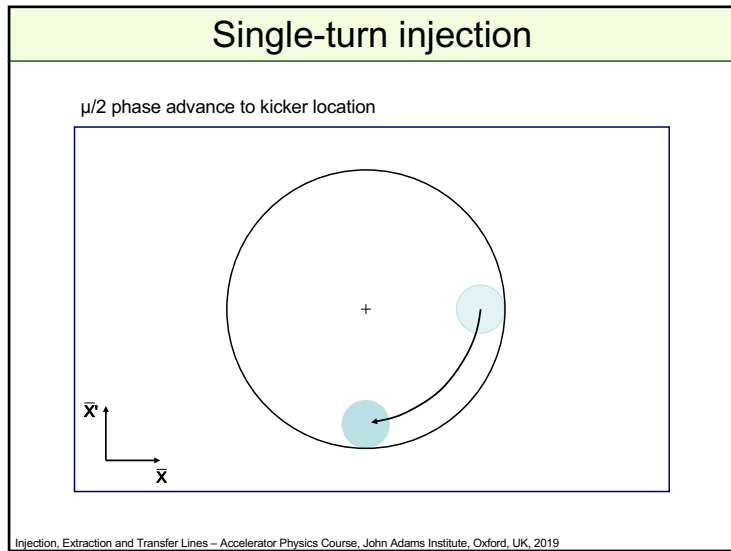 Single-turn injection
μ/2 phase advance to kicker location
X̅'
X̅
Injection, Extraction and Transfer Lines – Accelerator Physics Course, John Adams Institute, Oxford, UK, 2019